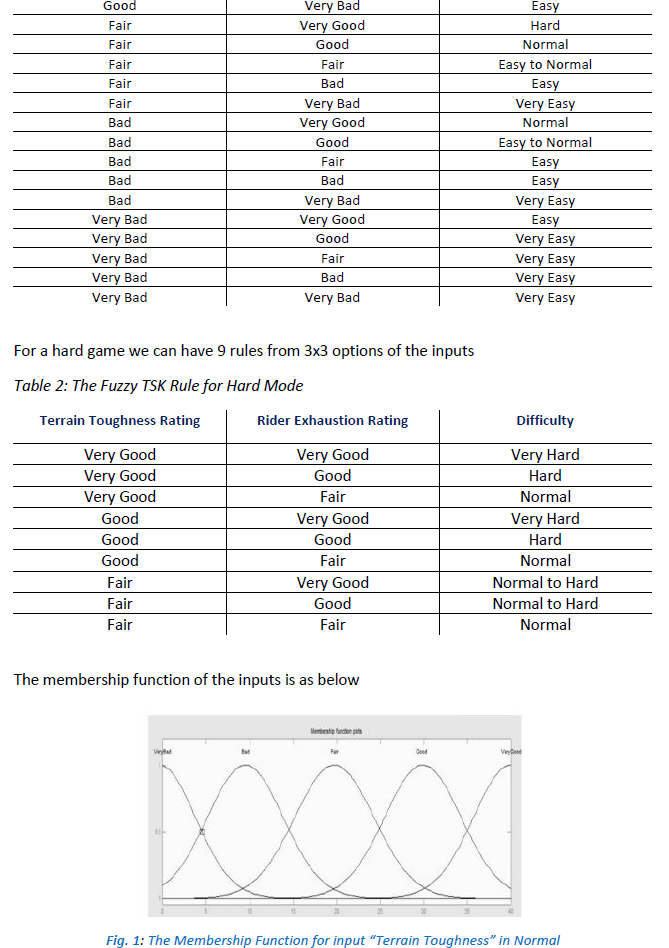 Good Very Bad Easy
Fair Very Good Hard
Fair Good Normal
Fair Fair Easy to Normal
Fair Bad Easy
Fair Very Bad Very Easy
Bad Very Good Normal
Bad Good Easy to Normal
Bad Fair Easy
Bad Bad Easy
Bad Very Bad Very Easy
Very Bad Very Good Easy
Very Bad Good Very Easy
Very Bad Fair Very Easy
Very Bad Bad Very Easy
Very Bad Very Bad Very Easy
For a hard game we can have 9 rules from 3x3 options of the inputs
Table 2: The Fuzzy TSK Rule for Hard Mode
Terrain Toughness Rating Rider Exhaustion Rating Difficulty
Very Good Very Good Very Hard
Very Good Good Hard
Very Good Fair Normal
Good Very Good Very Hard
Good Good Hard
Good Fair Normal
Fair Very Good Normal to Hard
Fair Good Normal to Hard
Fair Fair Normal
The membership function of the inputs is as below
Membership function plots
VeryBad Bad Fair Good VeryGood
1
0.5
0 5 10 15 20 25 30 35 40
Fig. 1: The Membership Function for input “Terrain Toughness” in Normal